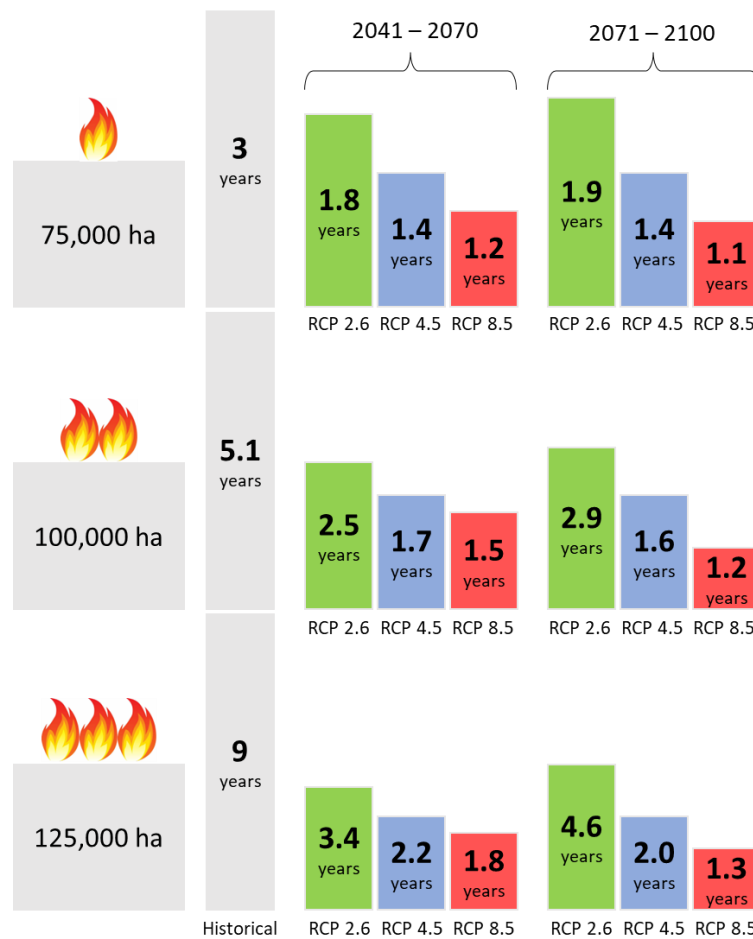 2041 – 2070
2071 – 2100
75,000 ha
3
years
1.8
years
1.4
years
1.2
years
1.9
years
1.4
years
1.1
years
RCP 2.6
RCP 4.5
RCP 8.5
RCP 2.6
RCP 4.5
RCP 8.5
100,000 ha
5.1
years
2.5
years
1.7
years
1.5
years
2.9
years
1.6
years
1.2
years
RCP 2.6
RCP 4.5
RCP 8.5
RCP 2.6
RCP 4.5
RCP 8.5
125,000 ha
9
years
3.4
years
2.2
years
1.8
years
4.6
years
2.0
years
1.3
years
Historical
RCP 2.6
RCP 4.5
RCP 8.5
RCP 2.6
RCP 4.5
RCP 8.5